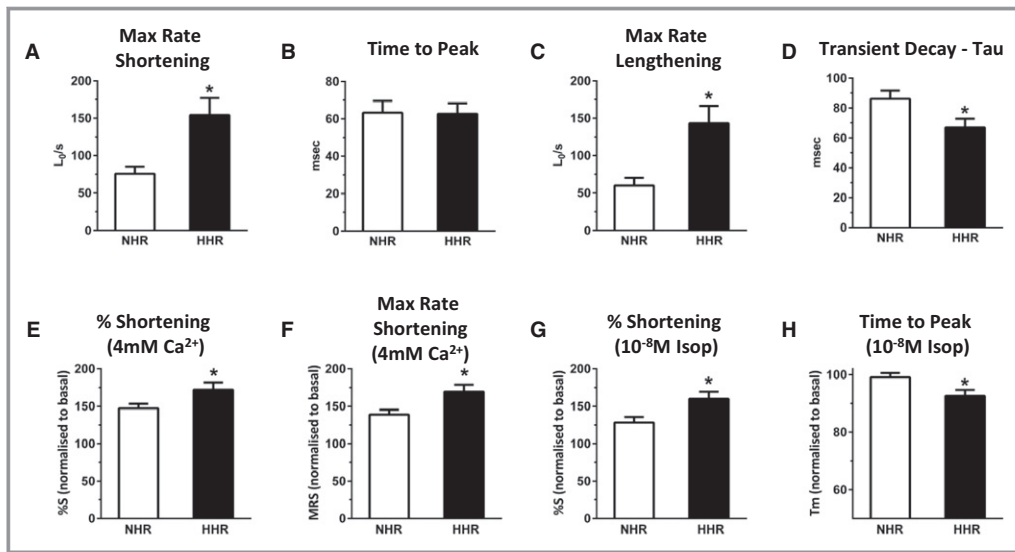 A
Max Rate
Shortening
L₀/s
200
150
100
50
0
*
NHR HHR
B
Time to Peak
msec
80
60
40
20
0
NHR HHR
C
Max Rate
Lengthening
L₀/s
200
150
100
50
0
*
NHR HHR
D
Transient Decay - Tau
msec
100
80
60
40
20
0
*
NHR HHR
E
% Shortening
(4mM Ca²⁺)
%S (normalised to basal)
200
150
100
50
0
*
NHR HHR
F
Max Rate
Shortening
(4mM Ca²⁺)
MRS (normalised to basal)
200
150
100
50
0
*
NHR HHR
G
% Shortening
(10⁻⁸M Isop)
%S (normalised to basal)
200
150
100
50
0
*
NHR HHR
H
Time to Peak
(10⁻⁸M Isop)
Tm (normalised to basal)
100
80
60
*
NHR HHR